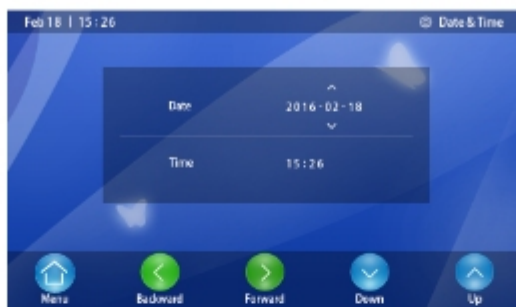 Feb 18 | 15:26 Date & Time
Date 2016-02-18
Time 15:26
Menu Backward Forward Down Up